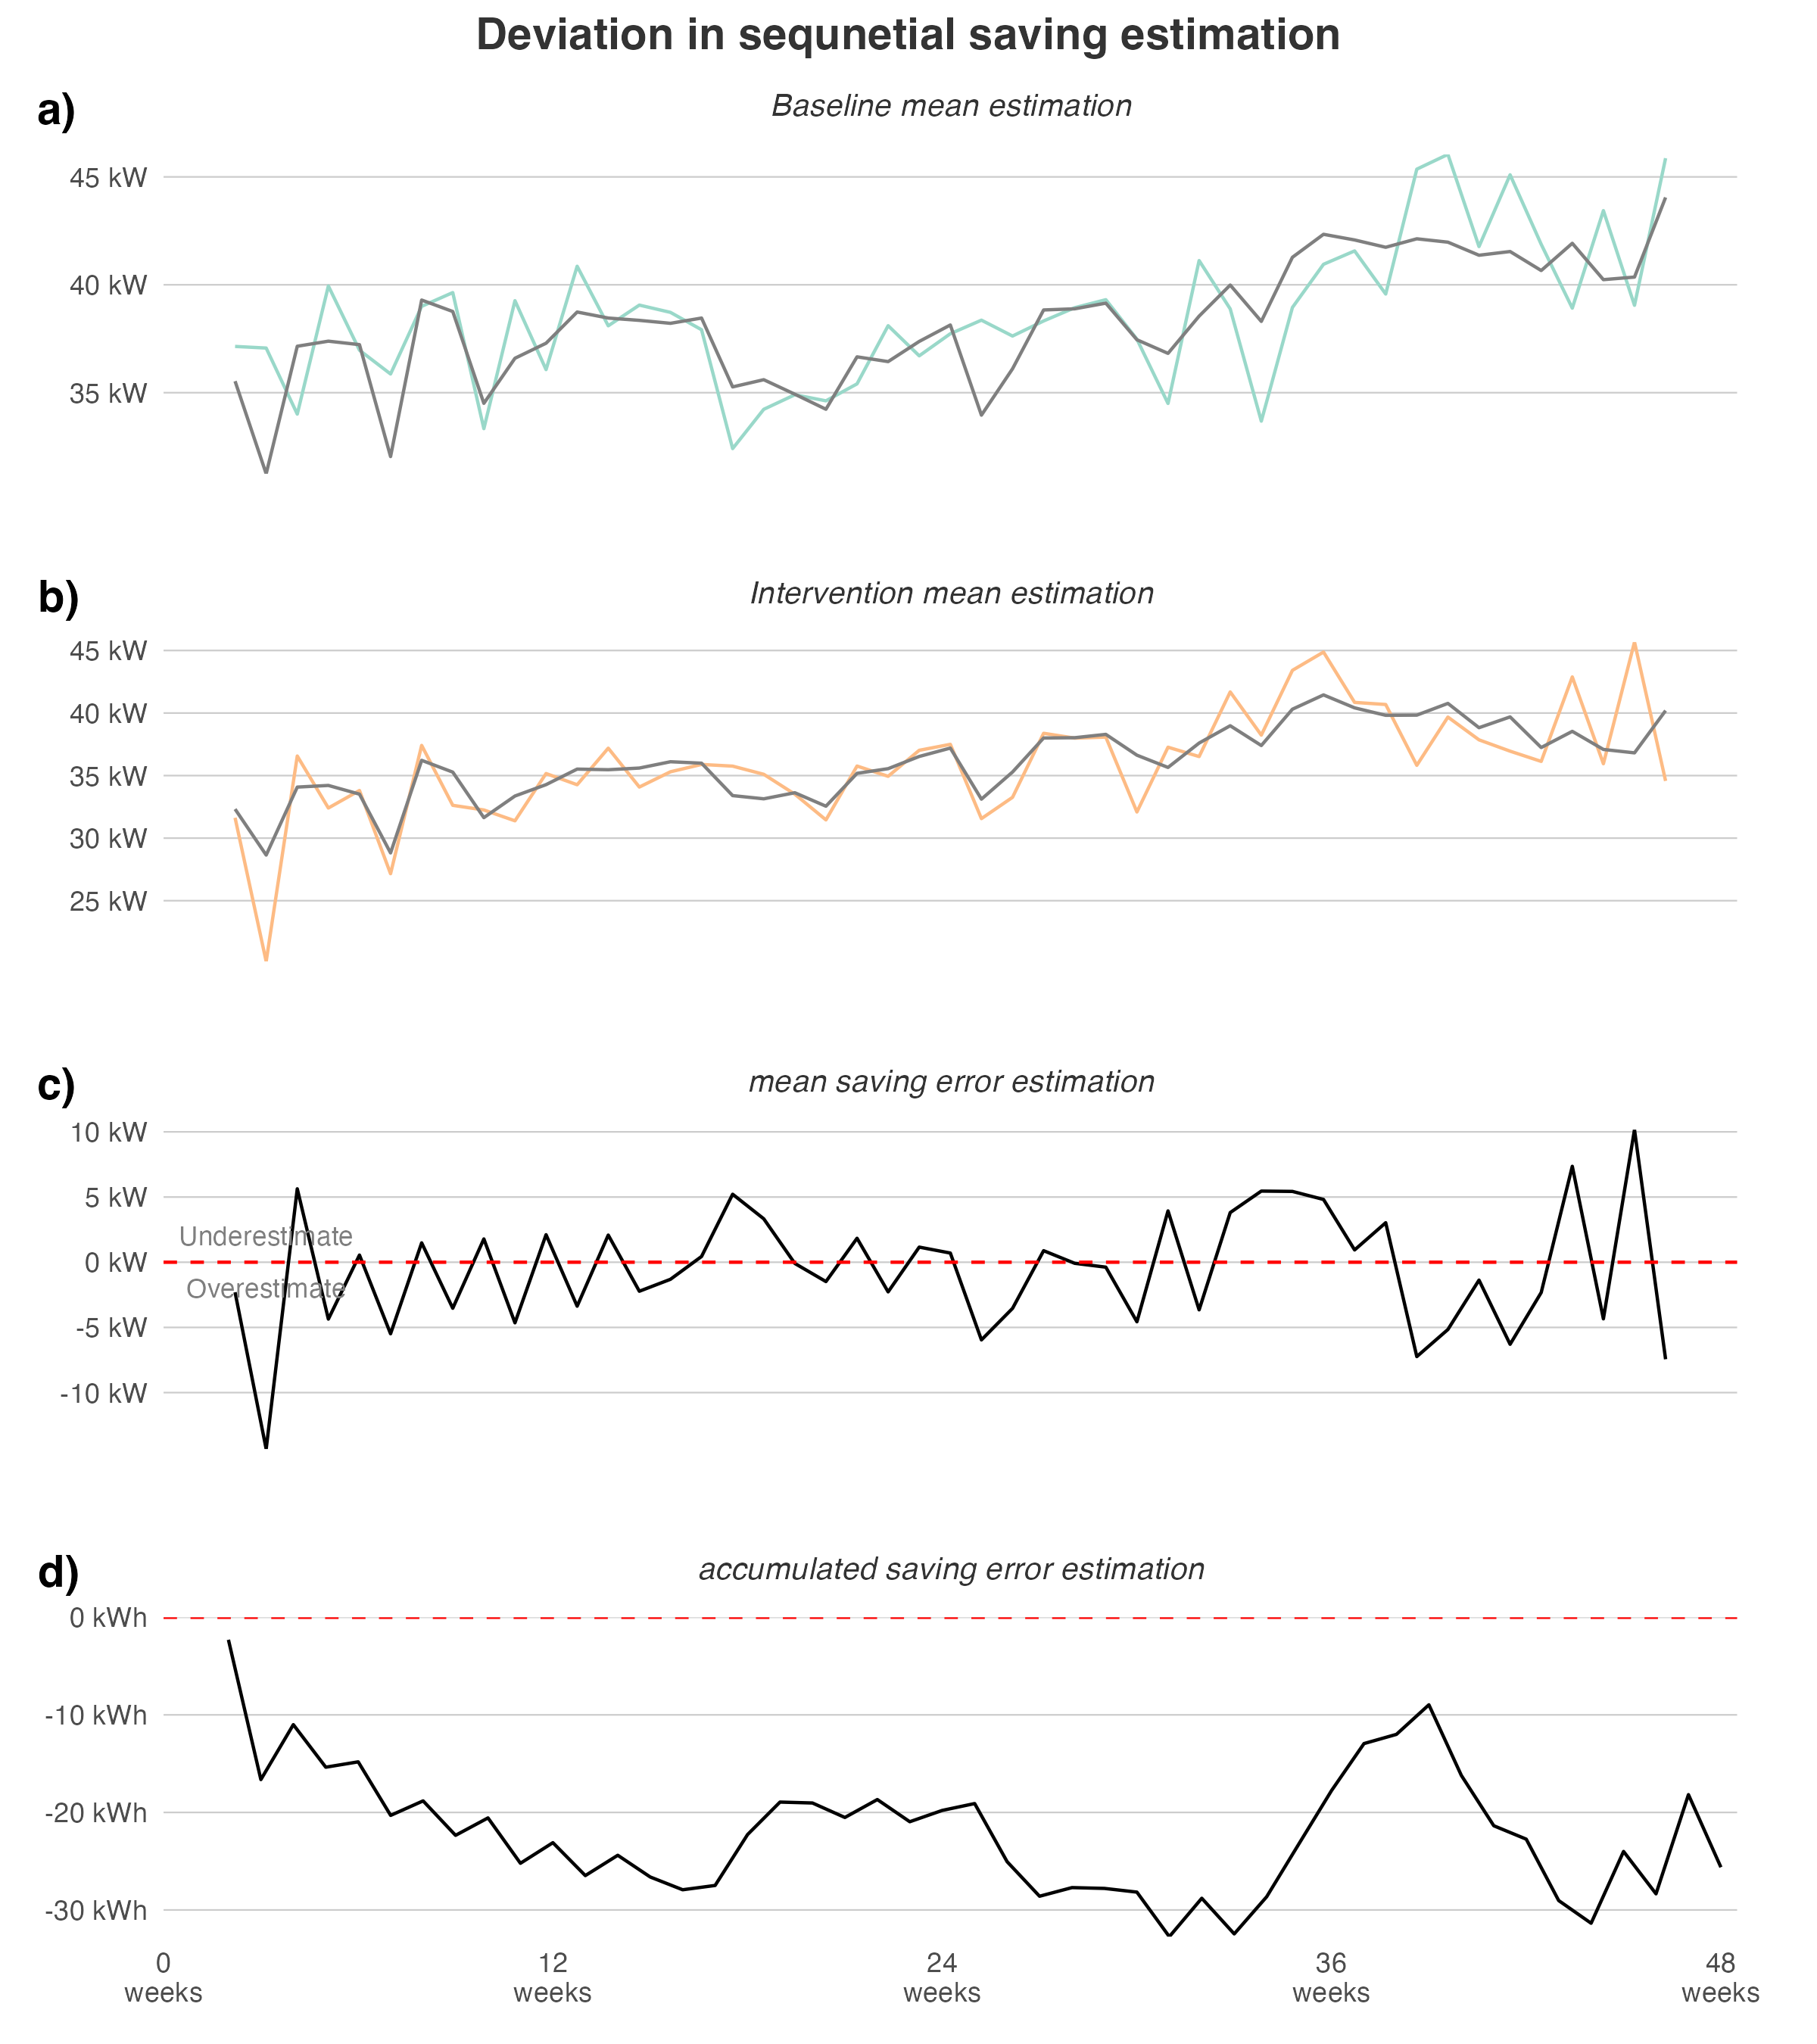 Deviation in sequnetial saving estimation
a)
Baseline mean estimation
45 kW
40 kW
35 kW
b)
Intervention mean estimation
45 kW
40 kW
35 kW
30 kW
25 kW
c)
mean saving error estimation
10 kW
5 kW
Underestimate
0 kW
Overestimate
-5 kW
-10 kW
d)
accumulated saving error estimation
0 kWh
-10 kWh
-20 kWh
-30 kWh
0 12 24 36 48
weeks weeks weeks weeks weeks